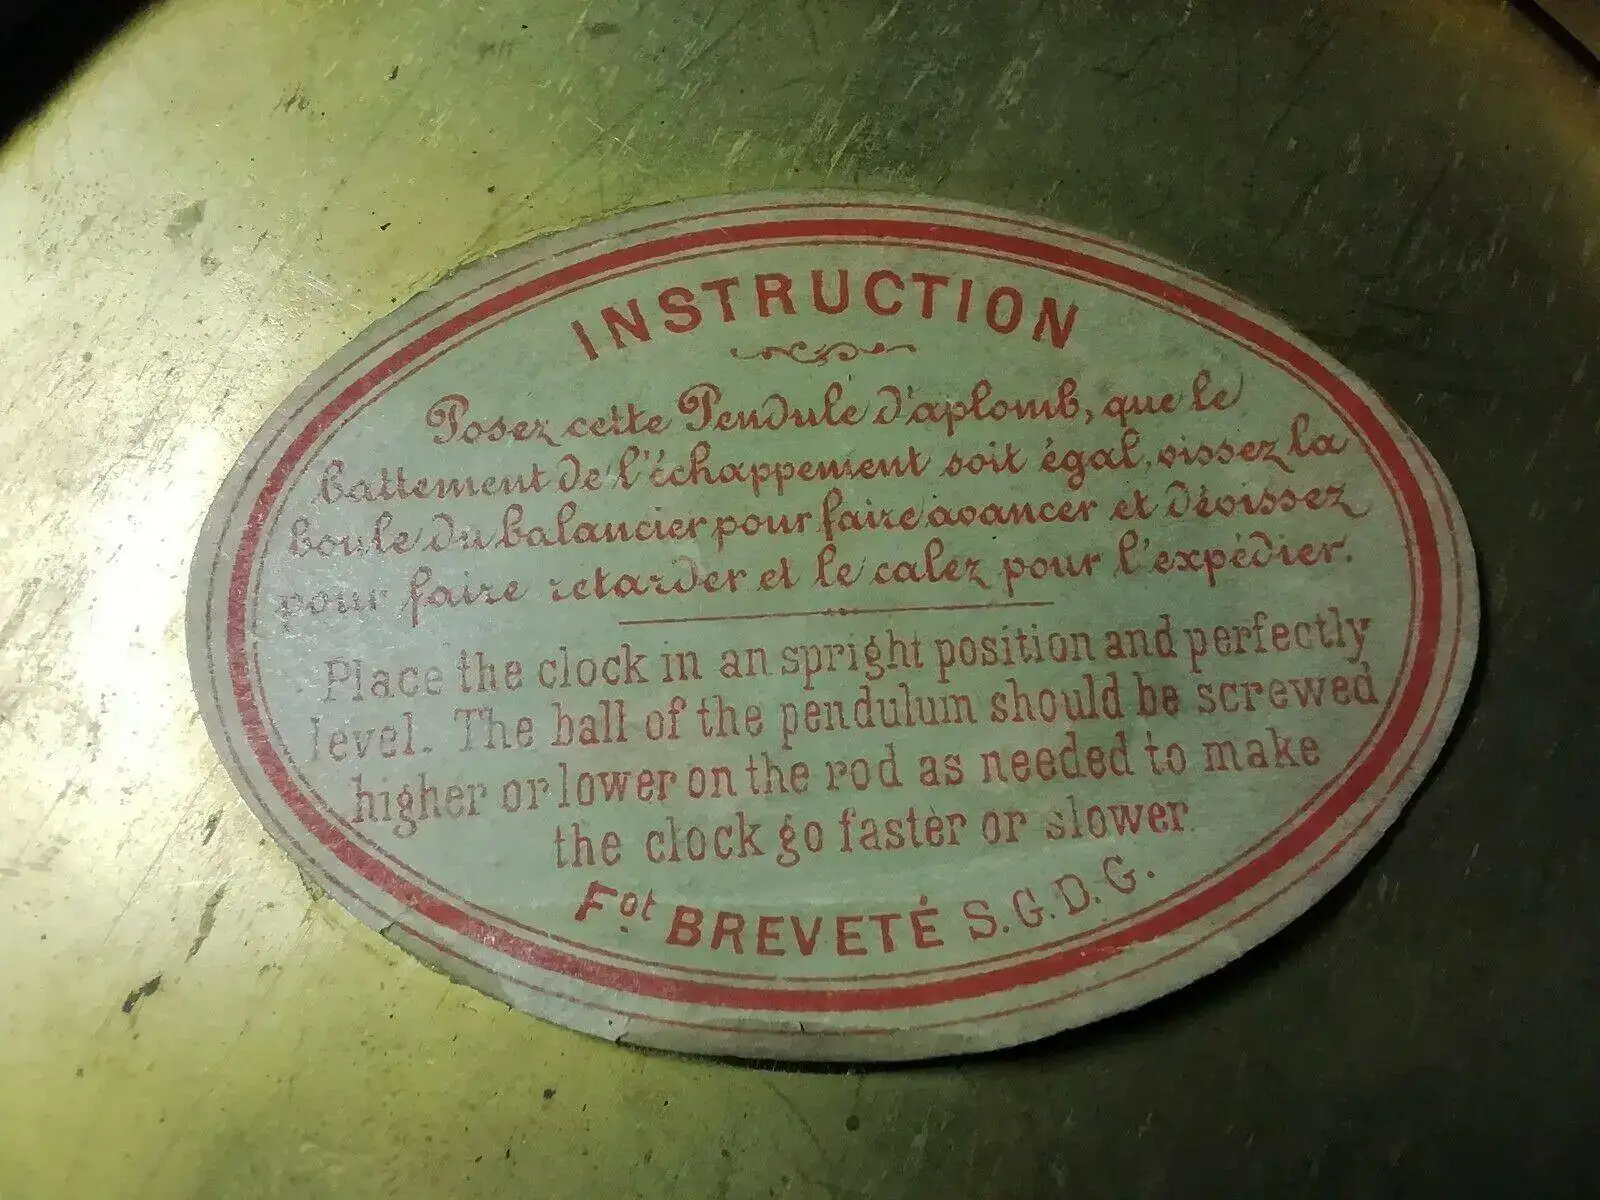 INSTRUCTION
Posez cette Pendule d'aplomb, que le
battement de l'échappement soit égal, vissez la
boule du balancier pour faire avancer et dévissez
pour faire retarder et le calez pour l'expédier.
Place the clock in an spright position and perfectly
level. The ball of the pendulum should be screwed
higher or lower on the rod as needed to make
the clock go faster or slower
Fqt BREVETÉ S.G.D.G.